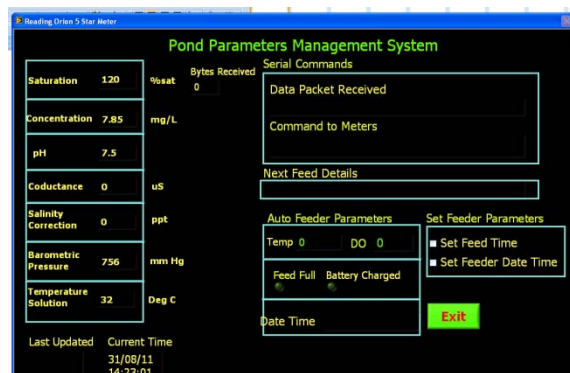 Reading Orion 5 Star Meter
Pond Parameters Management System
Saturation 120 %sat
Bytes Received
0
Concentration 7.85 mg/L
pH 7.5
Coductance 0 uS
Salinity
Correction 0 ppt
Barometric
Pressure 756 mm Hg
Temperature
Solution 32 Deg C
Last Updated
Current Time
31/08/
11
14:23:01
Serial Commands
Data Packet Received
Command to Meters
Next Feed Details
Auto Feeder Parameters
Temp 0 DO 0
Feed Full Battery Charged
Date Time
Set Feeder Parameters
Set Feed Time
Set Feeder Date Time
Exit